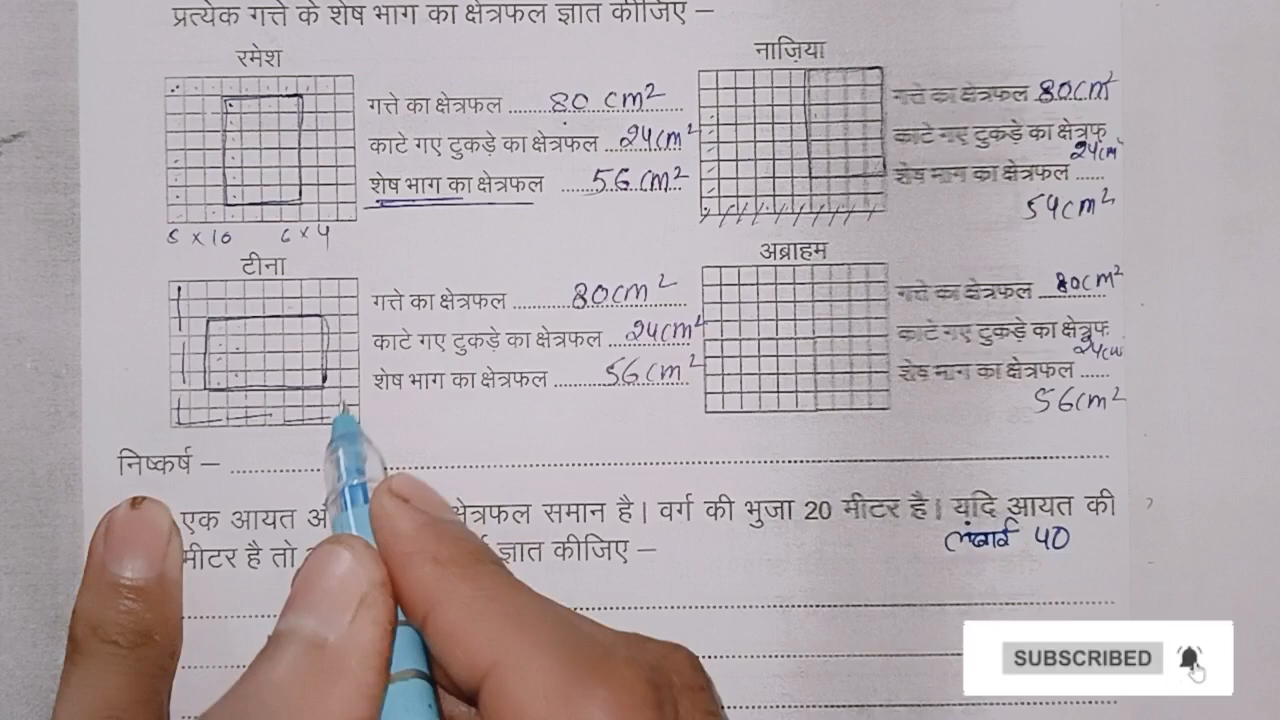 प्रत्येक गत्ते के शेष भाग का क्षेत्रफल ज्ञात कीजिए –
रमेश
गत्ते का क्षेत्रफल ........ 80 cm²
काटे गए टुकड़े का क्षेत्रफल ... 24cm²
शेष भाग का क्षेत्रफल ...... 56 cm²
8 x 10 6 x 4
नाज़िया
गत्ते का क्षेत्रफल 80cm²
काटे गए टुकड़े का क्षेत्रफ
24cm
शेष भाग का क्षेत्रफल ......
54cm²
टीना
गत्ते का क्षेत्रफल ........ 80cm²
काटे गए टुकड़े का क्षेत्रफल ... 24cm²
शेष भाग का क्षेत्रफल ........ 56cm²
अब्राहम
गत्ते का क्षेत्रफल 80cm²
काटे गए टुकड़े का क्षेत्रफ
24cm
शेष भाग का क्षेत्रफल ......
56cm²
निष्कर्ष – ........
एक आयत क्षेत्रफल समान है। वर्ग की भुजा 20 मीटर है। यदि आयत की
लंबाई 40
मीटर है तो ज्ञात कीजिए –
SUBSCRIBED